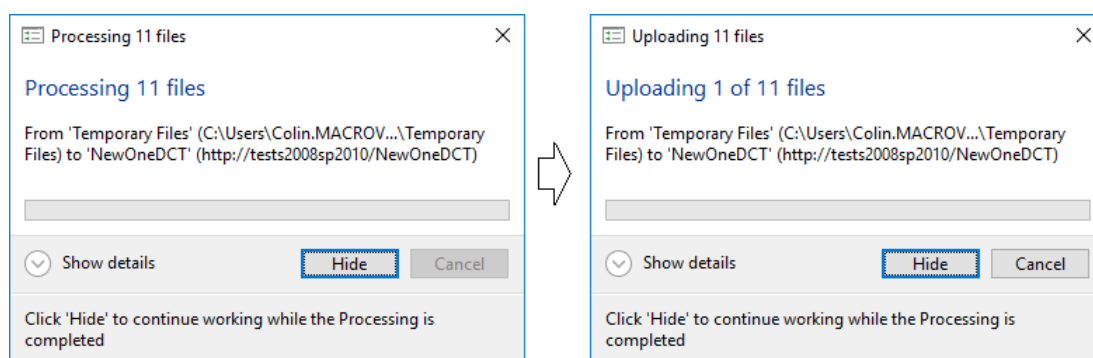 Processing 11 files
Processing 11 files
From 'Temporary Files' (C:\Users\Colin.MACROV...\Temporary
Files) to 'NewOneDCT' (http://tests2008sp2010/NewOneDCT)
Show details
Hide
Cancel
Click 'Hide' to continue working while the Processing is
completed
Uploading 11 files
Uploading 1 of 11 files
From 'Temporary Files' (C:\Users\Colin.MACROV...\Temporary
Files) to 'NewOneDCT' (http://tests2008sp2010/NewOneDCT)
Show details
Hide
Cancel
Click 'Hide' to continue working while the Processing is
completed